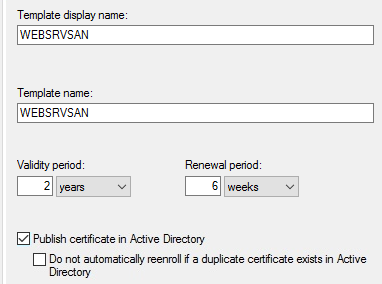 Template display name:
WEBSRVSAN
Template name:
WEBSRVSAN
Validity period: Renewal period:
2 years 6 weeks
Publish certificate in Active Directory
Do not automatically reenroll if a duplicate certificate exists in Active
Directory